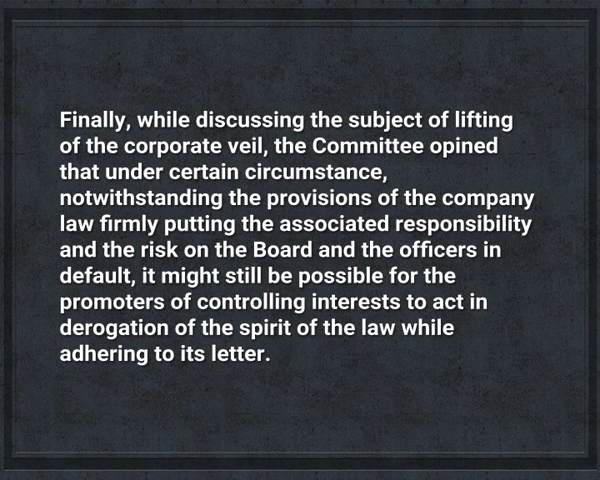 Finally, while discussing the subject of lifting
of the corporate veil, the Committee opined
that under certain circumstance,
notwithstanding the provisions of the company
law firmly putting the associated responsibility
and the risk on the Board and the officers in
default, it might still be possible for the
promoters of controlling interests to act in
derogation of the spirit of the law while
adhering to its letter.